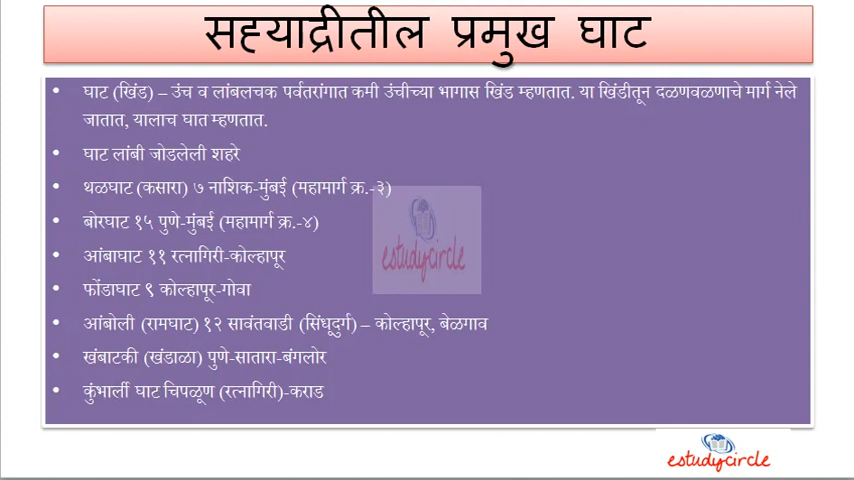 सह्याद्रीतील प्रमुख घाट
घाट (खिंड) – उंच व लांबलचक पर्वतरांगात कमी उंचीच्या भागास खिंड म्हणतात. या खिंडीतून दळणवळणाचे मार्ग नेले
जातात, यालाच घात म्हणतात.
घाट लांबी जोडलेली शहरे
थळघाट (कसारा) ७ नाशिक-मुंबई (महामार्ग क्र.-३)
बोरघाट १५ पुणे-मुंबई (महामार्ग क्र.-४)
आंबाघाट ११ रत्नागिरी-कोल्हापूर
फोंडाघाट ९ कोल्हापूर-गोवा
आंबोली (रामघाट) १२ सावंतवाडी (सिंधूदुर्ग) – कोल्हापूर, बेळगाव
खंबाटकी (खंडाळा) पुणे-सातारा-बंगलोर
कुंभार्ली घाट चिपळूण (रत्नागिरी)-कराड
estudycircle
estudycircle